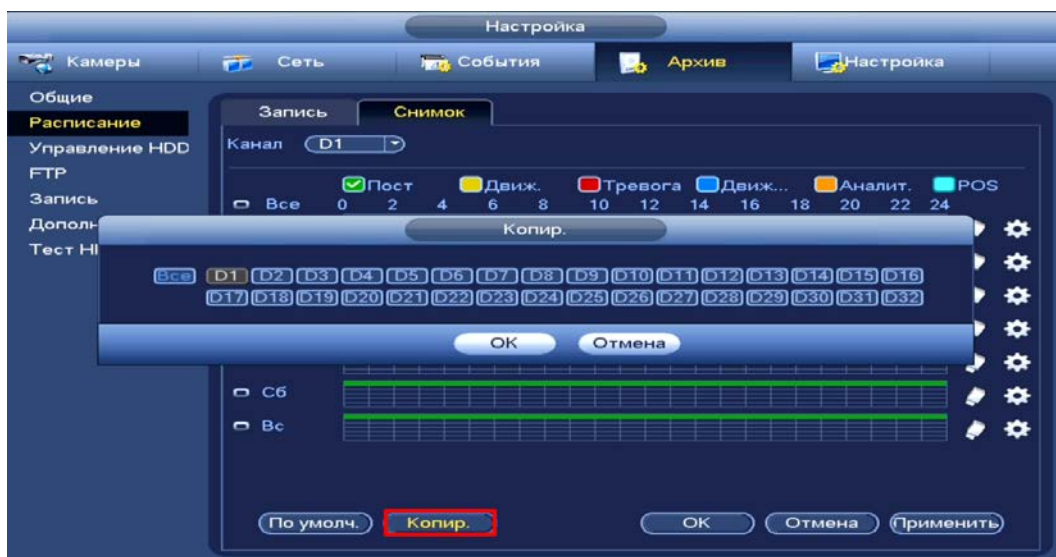 Настройка
Камеры Сеть События Архив Настройка
Общие
Расписание
Управление HDD
FTP
Запись
Дополн
Тест HI
Запись Снимок
Канал D1
Пост Движ. Тревога Движ... Аналит. POS
Все 0 2 4 6 8 10 12 14 16 18 20 22 24
Копир.
Все D1 D2 D3 D4 D5 D6 D7 D8 D9 D10 D11 D12 D13 D14 D15 D16
D17 D18 D19 D20 D21 D22 D23 D24 D25 D26 D27 D28 D29 D30 D31 D32
OK Отмена
Сб
Вс
По умолч. Копир. OK Отмена Применить